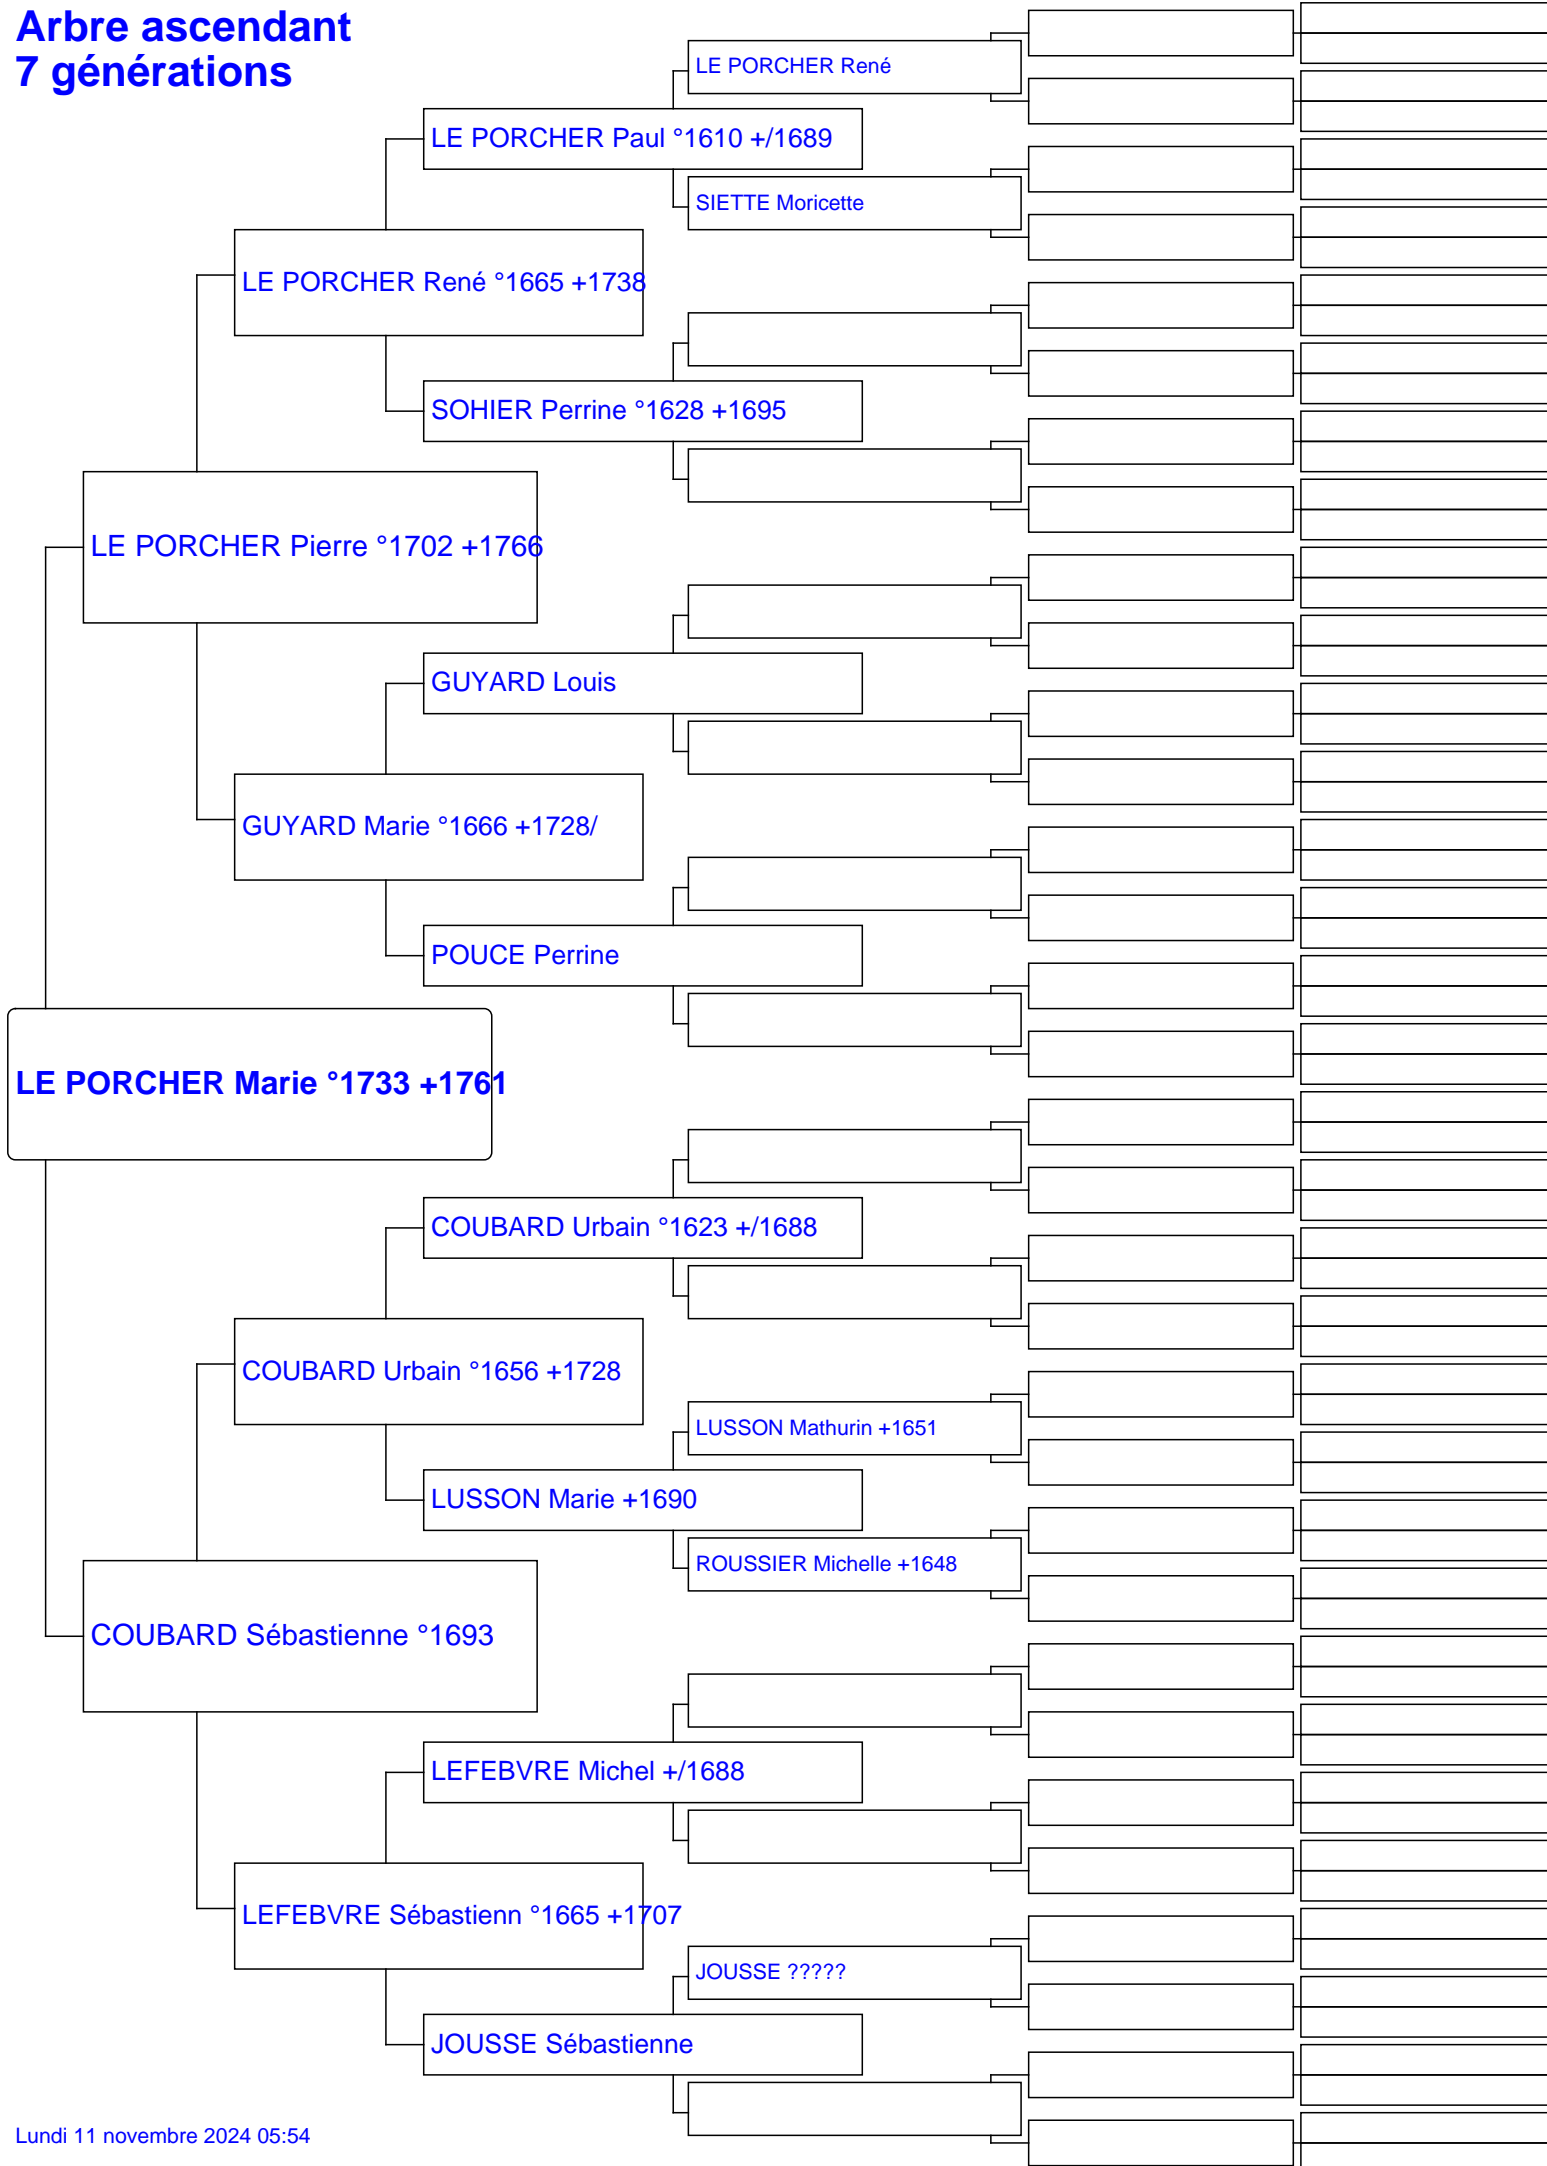 Arbre ascendant
7 générations
LE PORCHER René
LE PORCHER Paul °1610 +/1689
SIETTE Moricette
LE PORCHER René °1665 +1738
SOHIER Perrine °1628 +1695
LE PORCHER Pierre °1702 +1766
GUYARD Louis
GUYARD Marie °1666 +1728/
POUCE Perrine
LE PORCHER Marie °1733 +1761
COUBARD Urbain °1623 +/1688
COUBARD Urbain °1656 +1728
LUSSON Mathurin +1651
LUSSON Marie +1690
ROUSSIER Michelle +1648
COUBARD Sébastienne °1693
LEFEBVRE Michel +/1688
LEFEBVRE Sébastienn °1665 +1707
JOUSSE ?????
JOUSSE Sébastienne
Lundi 11 novembre 2024 05:54